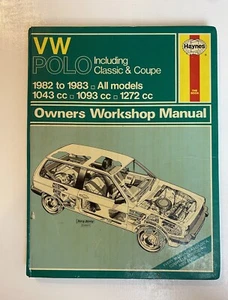 VW
POLO
Including
Classic & Coupe
Haynes
1982 to 1983 □ All models
1043 cc □ 1093 cc □ 1272 cc
Owners Workshop Manual